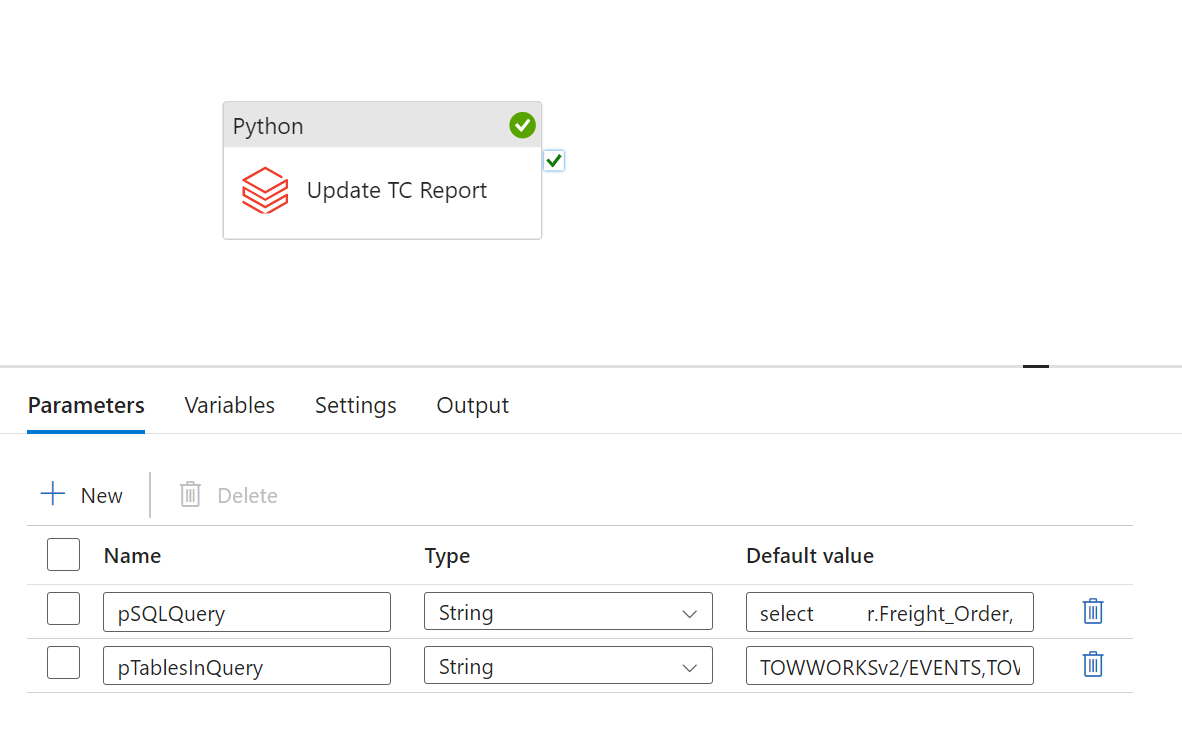 Python
Update TC Report
Parameters Variables Settings Output
New Delete
Name Type Default value
pSQLQuery String select r.Freight_Order,
pTablesInQuery String TOWWORKSv2/EVENTS,TOW